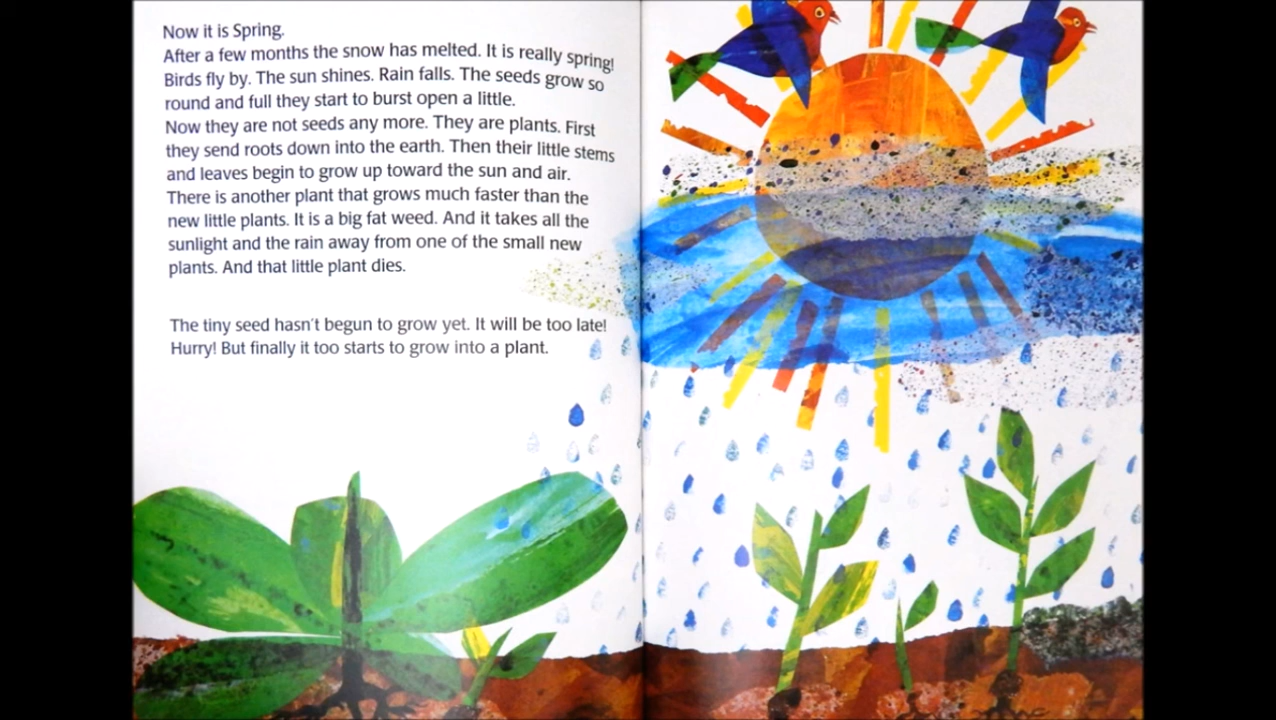 Now it is Spring.
After a few months the snow has melted. It is really spring!
Birds fly by. The sun shines. Rain falls. The seeds grow so
round and full they start to burst open a little.
Now they are not seeds any more. They are plants. First
they send roots down into the earth. Then their little stems
and leaves begin to grow up toward the sun and air.
There is another plant that grows much faster than the
new little plants. It is a big fat weed. And it takes all the
sunlight and the rain away from one of the small new
plants. And that little plant dies.
The tiny seed hasn't begun to grow yet. It will be too late!
Hurry! But finally it too starts to grow into a plant.